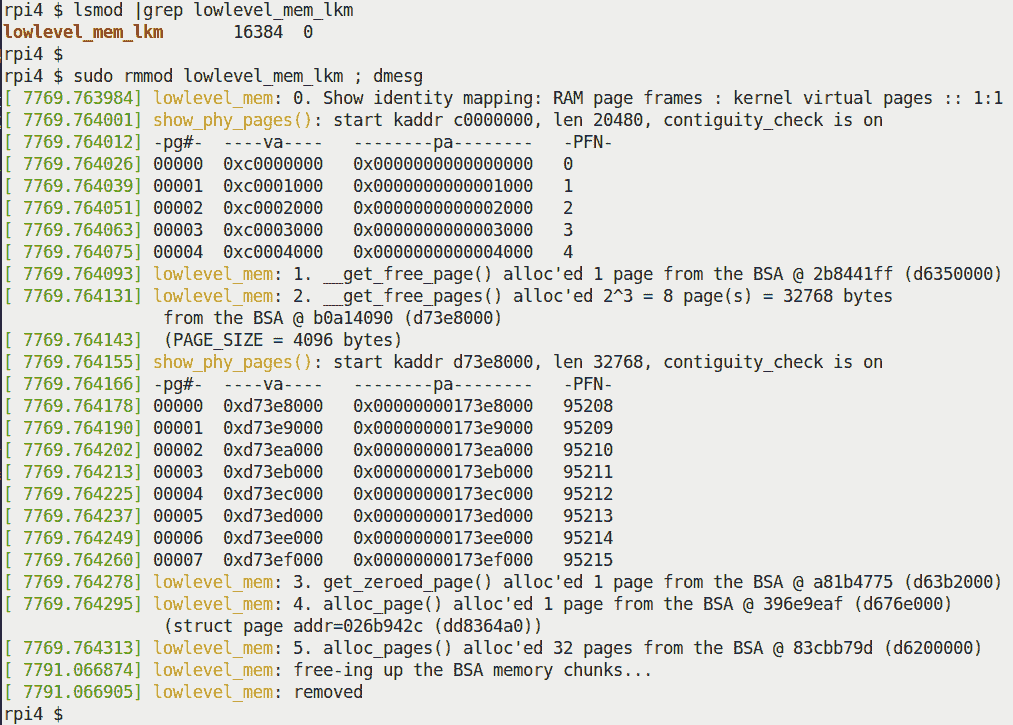 rpi4 $ lsmod |grep lowlevel_mem_lkm
lowlevel_mem_lkm       16384  0
rpi4 $
rpi4 $ sudo rmmod lowlevel_mem_lkm ; dmesg
[ 7769.763984] lowlevel_mem: 0. Show identity mapping: RAM page frames : kernel virtual pages :: 1:1
[ 7769.764001] show_phy_pages(): start kaddr c0000000, len 20480, contiguity_check is on
[ 7769.764012] -pg#-  ----va----   --------pa--------   -PFN-
[ 7769.764026] 00000  0xc0000000   0x0000000000000000   0
[ 7769.764039] 00001  0xc0001000   0x0000000000001000   1
[ 7769.764051] 00002  0xc0002000   0x0000000000002000   2
[ 7769.764063] 00003  0xc0003000   0x0000000000003000   3
[ 7769.764075] 00004  0xc0004000   0x0000000000004000   4
[ 7769.764093] lowlevel_mem: 1. __get_free_page() alloc'ed 1 page from the BSA @ 2b8441ff (d6350000)
[ 7769.764131] lowlevel_mem: 2. __get_free_pages() alloc'ed 2^3 = 8 page(s) = 32768 bytes
                from the BSA @ b0a14090 (d73e8000)
[ 7769.764143]  (PAGE_SIZE = 4096 bytes)
[ 7769.764155] show_phy_pages(): start kaddr d73e8000, len 32768, contiguity_check is on
[ 7769.764166] -pg#-  ----va----   --------pa--------   -PFN-
[ 7769.764178] 00000  0xd73e8000   0x00000000173e8000   95208
[ 7769.764190] 00001  0xd73e9000   0x00000000173e9000   95209
[ 7769.764202] 00002  0xd73ea000   0x00000000173ea000   95210
[ 7769.764213] 00003  0xd73eb000   0x00000000173eb000   95211
[ 7769.764225] 00004  0xd73ec000   0x00000000173ec000   95212
[ 7769.764237] 00005  0xd73ed000   0x00000000173ed000   95213
[ 7769.764249] 00006  0xd73ee000   0x00000000173ee000   95214
[ 7769.764260] 00007  0xd73ef000   0x00000000173ef000   95215
[ 7769.764278] lowlevel_mem: 3. get_zeroed_page() alloc'ed 1 page from the BSA @ a81b4775 (d63b2000)
[ 7769.764295] lowlevel_mem: 4. alloc_page() alloc'ed 1 page from the BSA @ 396e9eaf (d676e000)
                (struct page addr=026b942c (dd8364a0))
[ 7769.764313] lowlevel_mem: 5. alloc_pages() alloc'ed 32 pages from the BSA @ 83cbb79d (d6200000)
[ 7791.066874] lowlevel_mem: free-ing up the BSA memory chunks...
[ 7791.066905] lowlevel_mem: removed
rpi4 $